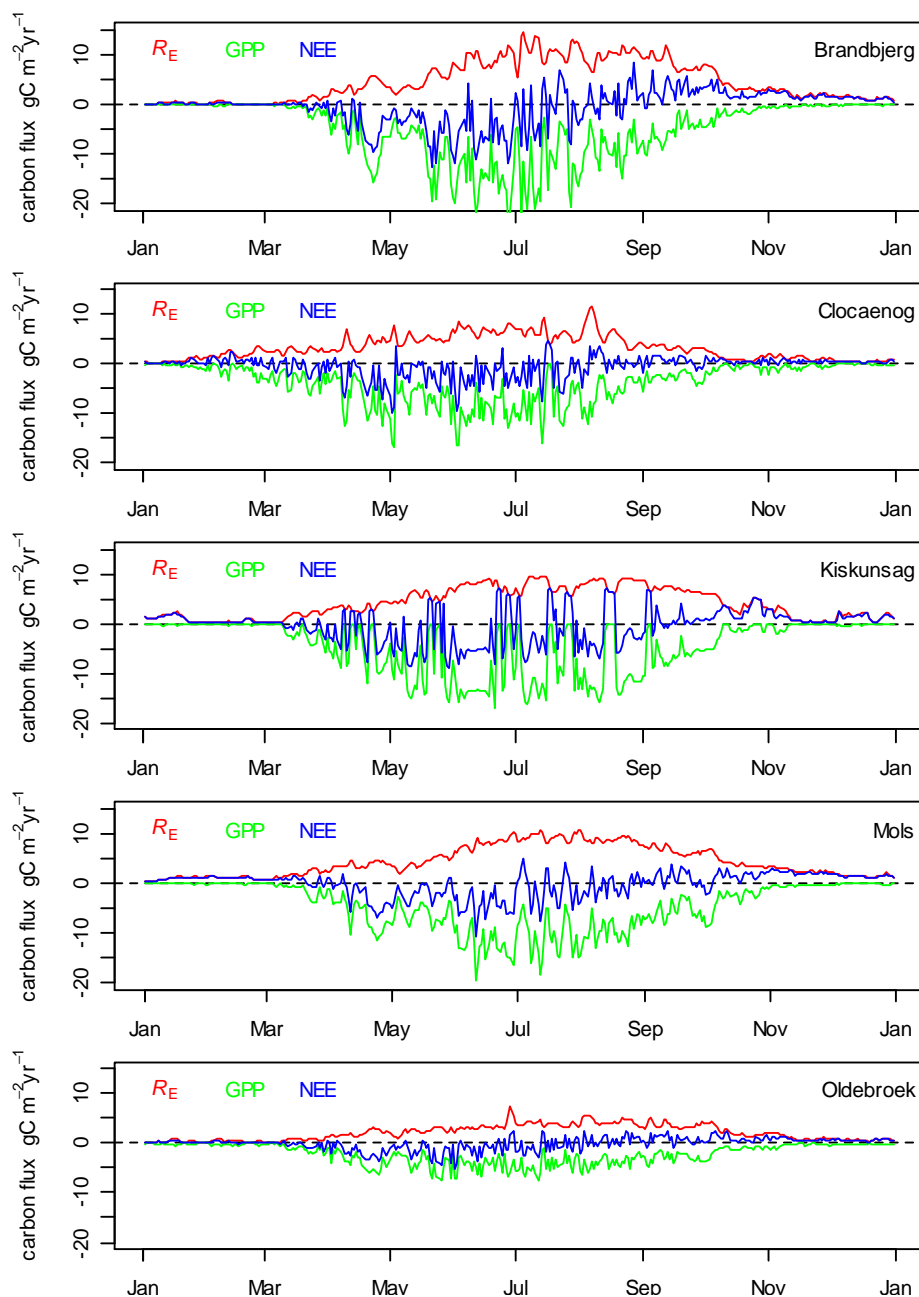 R_E GPP NEE Brandbjerg
carbon flux gC m⁻²yr⁻¹
10
0
-10
-20
Jan Mar May Jul Sep Nov Jan
R_E GPP NEE Clocaenog
carbon flux gC m⁻²yr⁻¹
10
0
-10
-20
Jan Mar May Jul Sep Nov Jan
R_E GPP NEE Kiskunsag
carbon flux gC m⁻²yr⁻¹
10
0
-10
-20
Jan Mar May Jul Sep Nov Jan
R_E GPP NEE Mols
carbon flux gC m⁻²yr⁻¹
10
0
-10
-20
Jan Mar May Jul Sep Nov Jan
R_E GPP NEE Oldebroek
carbon flux gC m⁻²yr⁻¹
10
0
-10
-20
Jan Mar May Jul Sep Nov Jan